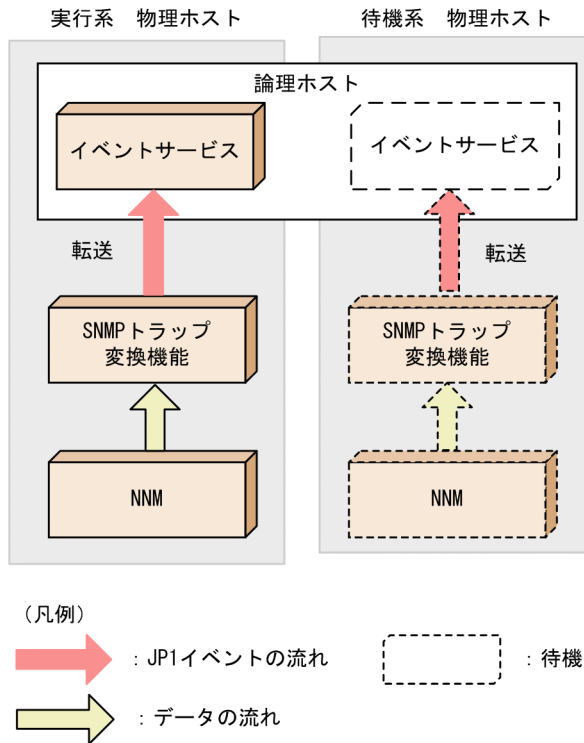 実行系　物理ホスト
待機系　物理ホスト
論理ホスト
イベントサービス
イベントサービス
転送
転送
SNMPトラップ
変換機能
SNMPトラップ
変換機能
NNM
NNM
（凡例）
：JP1イベントの流れ
：待機
：データの流れ